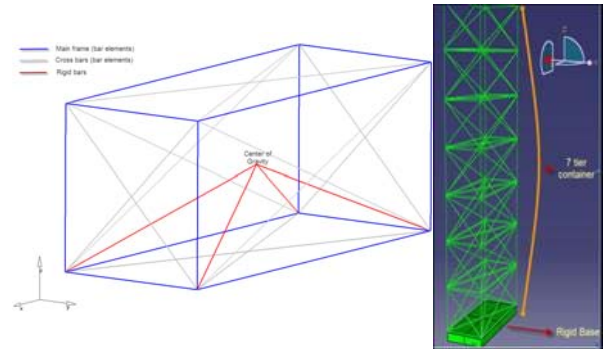 Main frame (bar elements)
Cross bars (bar elements)
Rigid bars
Center of
Gravity
7 tier
container
Rigid Base